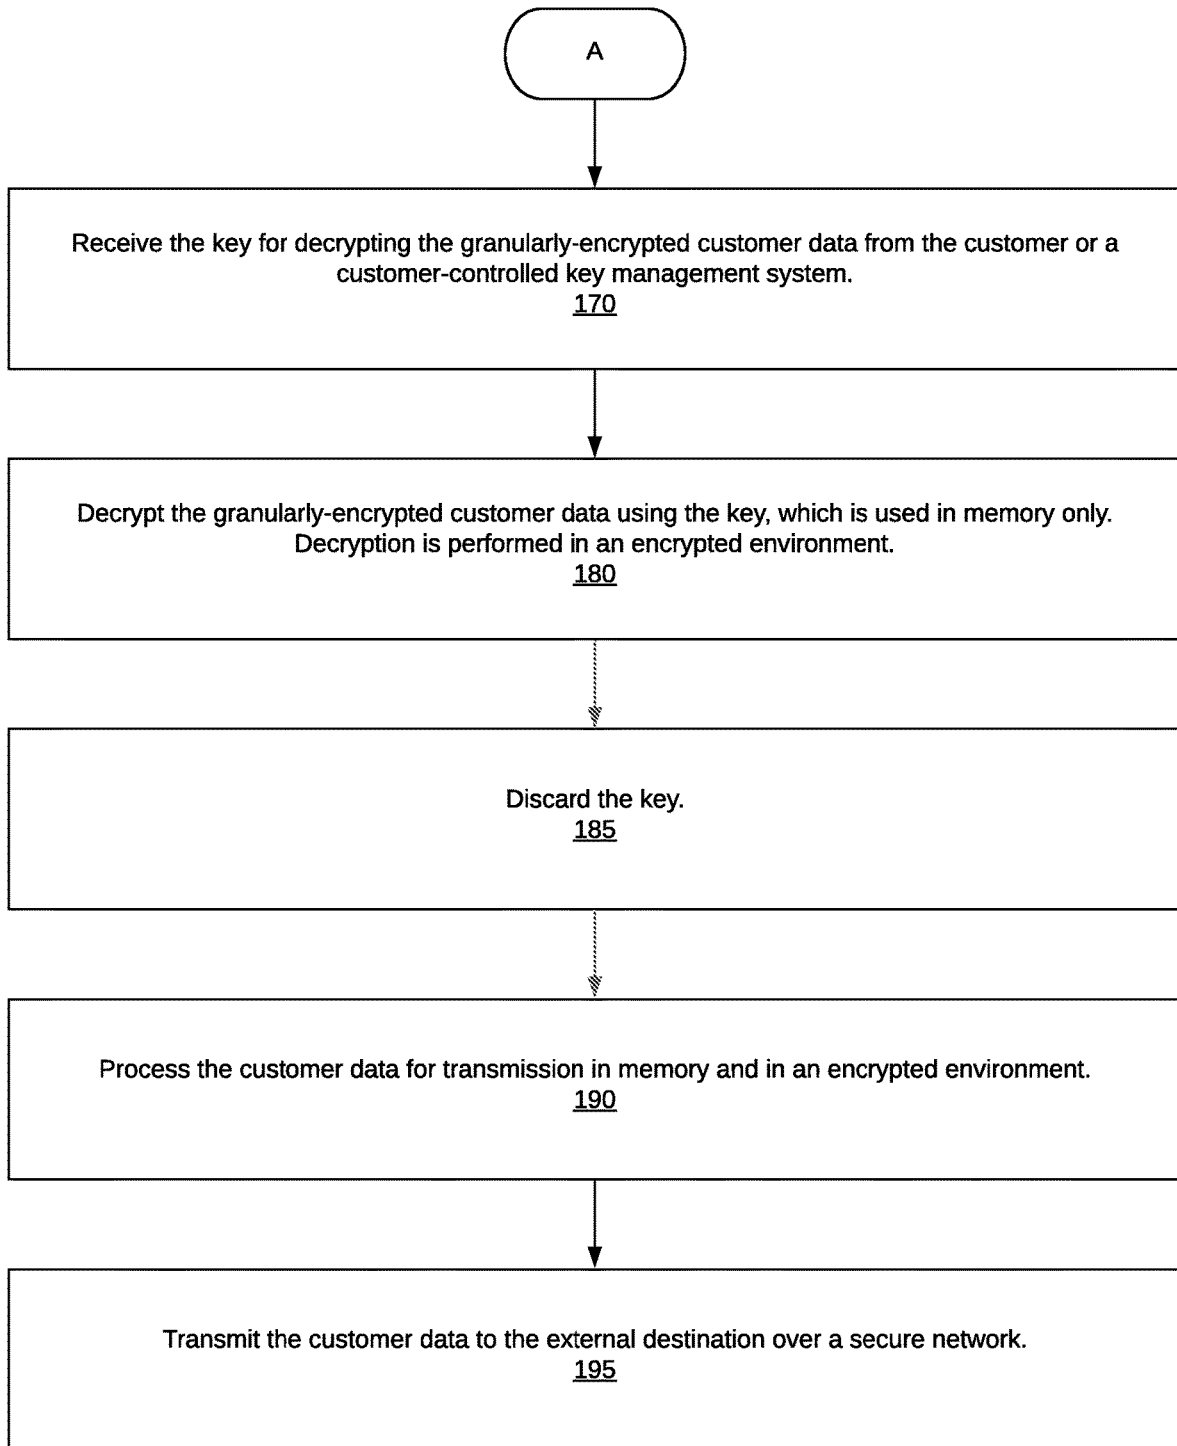 A
Receive the key for decrypting the granularly-encrypted customer data from the customer or a
customer-controlled key management system.
170
Decrypt the granularly-encrypted customer data using the key, which is used in memory only.
Decryption is performed in an encrypted environment.
180
Discard the key.
185
Process the customer data for transmission in memory and in an encrypted environment.
190
Transmit the customer data to the external destination over a secure network.
195